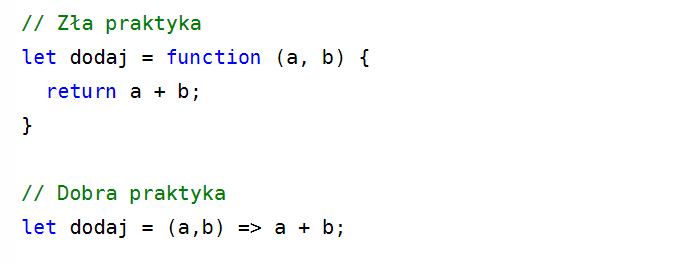 // Zła praktyka
let dodaj = function (a, b) {
  return a + b;
}

// Dobra praktyka
let dodaj = (a,b) => a + b;